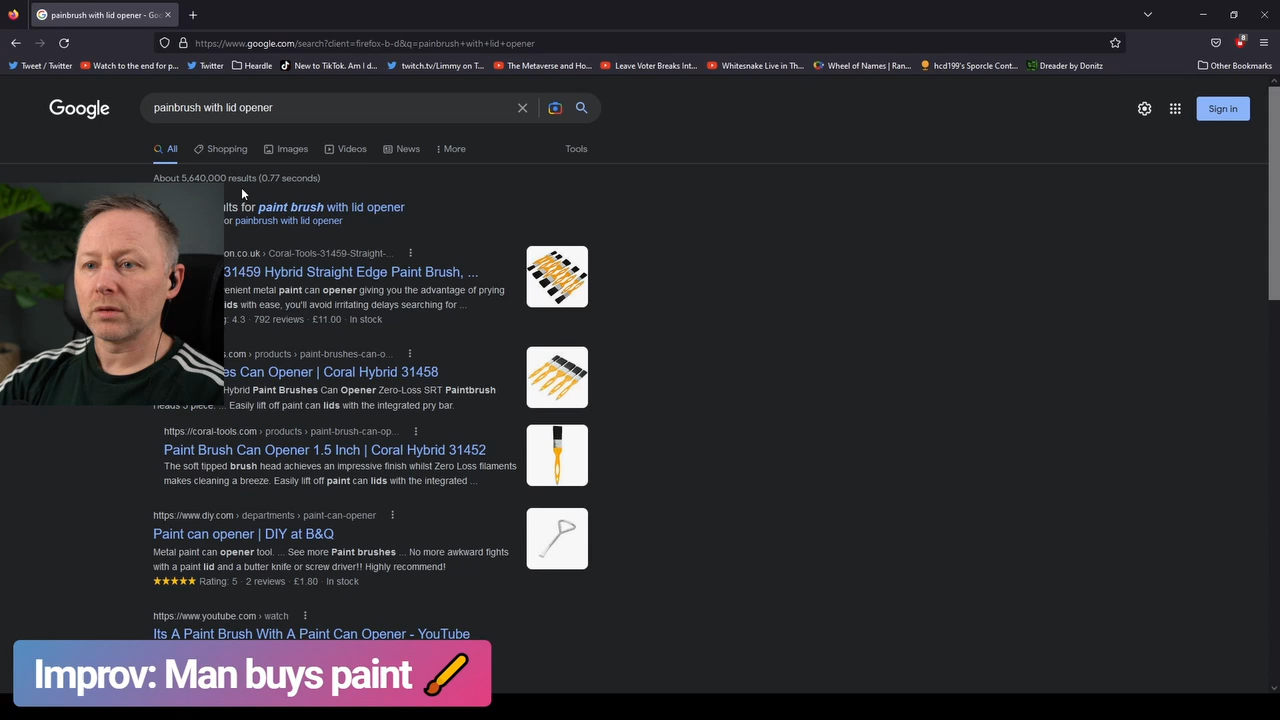 painbrush with lid opener - Goo
https://www.google.com/search?client=firefox-b-d&q=painbrush+with+lid+opener
8
Tweet / Twitter
Watch to the end for p...
Twitter
Heardle
New to TikTok. Am I d...
twitch.tv/Limmy on T...
The Metaverse and Ho...
Leave Voter Breaks Int...
Whitesnake Live in Th...
Wheel of Names | Ran...
hcd199's Sporcle Cont...
Dreader by Donitz
Other Bookmarks
Google
painbrush with lid opener
Sign in
All
Shopping
Images
Videos
News
More
Tools
About 5,640,000 results (0.77 seconds)
for paint brush with lid opener
or painbrush with lid opener
.co.uk › Coral-Tools-31459-Straight-...
31459 Hybrid Straight Edge Paint Brush, ...
metal paint can opener giving you the advantage of prying
with ease, you'll avoid irritating delays searching for ...
4.3 · 792 reviews · £11.00 · In stock
.com › products › paint-brushes-can-o...
Can Opener | Coral Hybrid 31458
Hybrid Paint Brushes Can Opener Zero-Loss SRT Paintbrush
Heads 5 piece. ... Easily lift off paint can lids with the integrated pry bar.
https://coral-tools.com › products › paint-brush-can-op...
Paint Brush Can Opener 1.5 Inch | Coral Hybrid 31452
The soft tipped brush head achieves an impressive finish whilst Zero Loss filaments
makes cleaning a breeze. Easily lift off paint can lids with the integrated ...
https://www.diy.com › departments › paint-can-opener
Paint can opener | DIY at B&Q
Metal paint can opener tool. ... See more Paint brushes ... No more awkward fights
with a paint lid and a butter knife or screw driver!! Highly recommend!
Rating: 5 · 2 reviews · £1.80 · In stock
https://www.youtube.com › watch
Its A Paint Brush With A Paint Can Opener - YouTube
Improv: Man buys paint